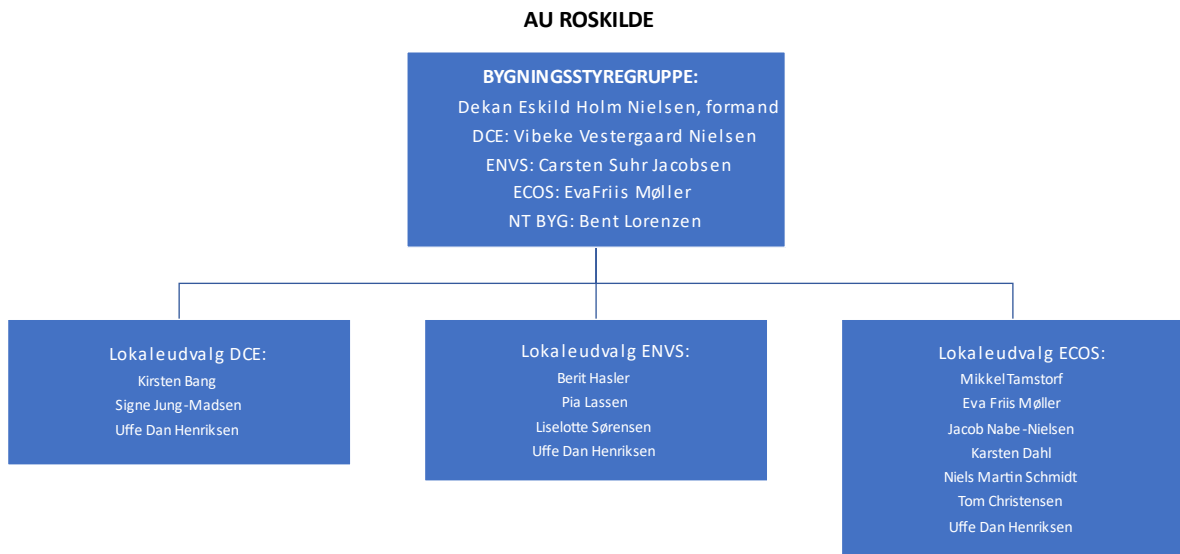 AU ROSKILDE
BYGNINGSSTYREGRUPPE:
Dekan Eskild Holm Nielsen, formand
DCE: Vibeke Vestergaard Nielsen
ENVS: Carsten Suhr Jacobsen
ECOS: EvaFriis Møller
NT BYG: Bent Lorenzen
Lokaleudvalg DCE:
Kirsten Bang
Signe Jung-Madsen
Uffe Dan Henriksen
Lokaleudvalg ENVS:
Berit Hasler
Pia Lassen
Liselotte Sørensen
Uffe Dan Henriksen
Lokaleudvalg ECOS:
Mikkel Tamstorf
Eva Friis Møller
Jacob Nabe-Nielsen
Karsten Dahl
Niels Martin Schmidt
Tom Christensen
Uffe Dan Henriksen